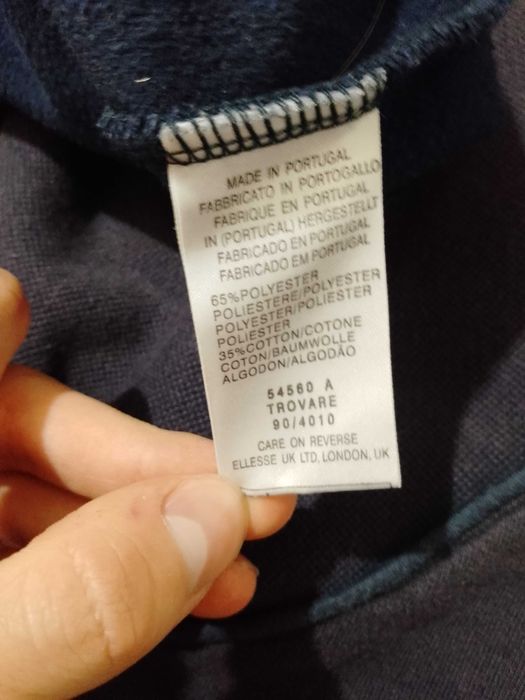 MADE IN PORTUGAL
FABBRICATO IN PORTOGALLO
FABRIQUE EN PORTUGAL
IN (PORTUGAL) HERGESTELLT
FABRICADO EN PORTUGAL
FABRICADO EM PORTUGAL
65%POLYESTER
POLIESTERE/POLYESTER
POLYESTER/POLIESTER
POLIESTER
35%COTTON/COTONE
COTON/BAUMWOLLE
ALGODON/ALGODÃO
54560 A
TROVARE
90/4010
CARE ON REVERSE
ELLESSE UK LTD, LONDON, UK